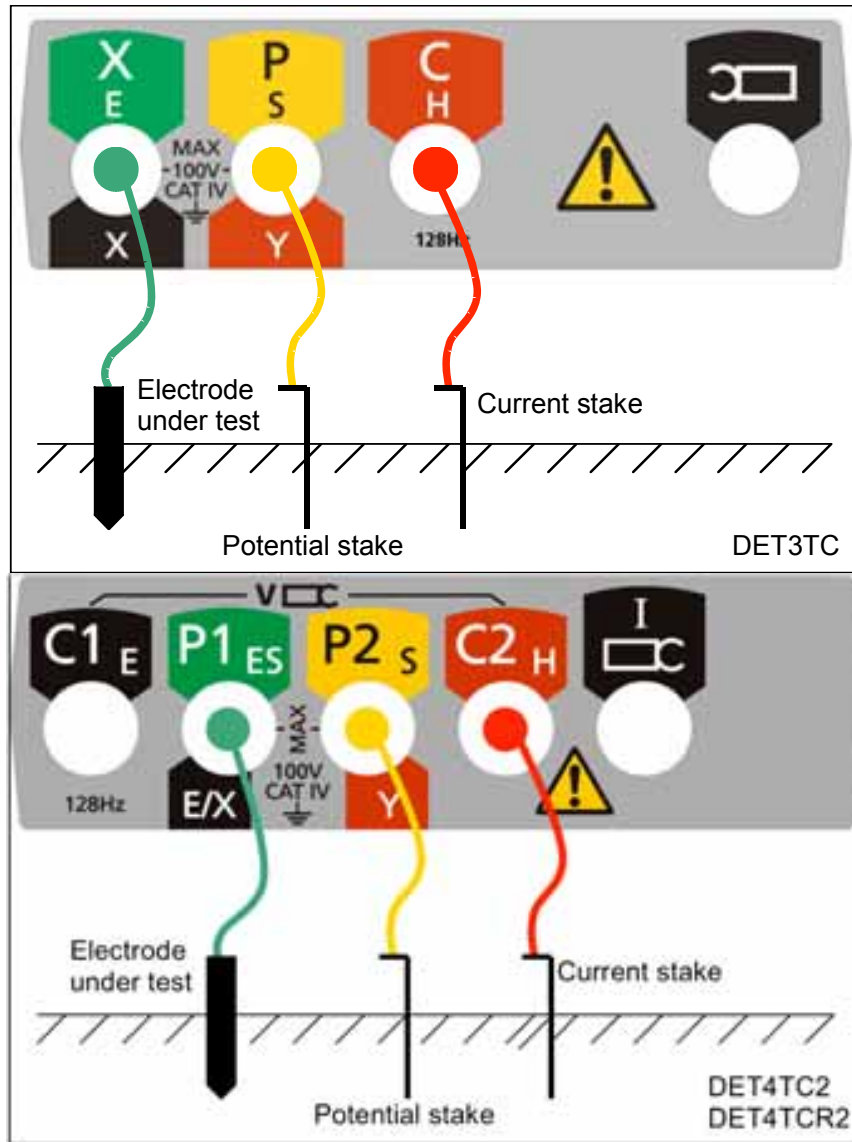 X P C
E S H
MAX
100V
CAT IV
X Y 128Hz
Electrode
under test
Current stake
Potential stake
DET3TC
V
C1 E P1 ES P2 S C2 H I
MAX
100V
CAT IV
128Hz E/X Y
Electrode
under test
Current stake
Potential stake
DET4TC2
DET4TCR2